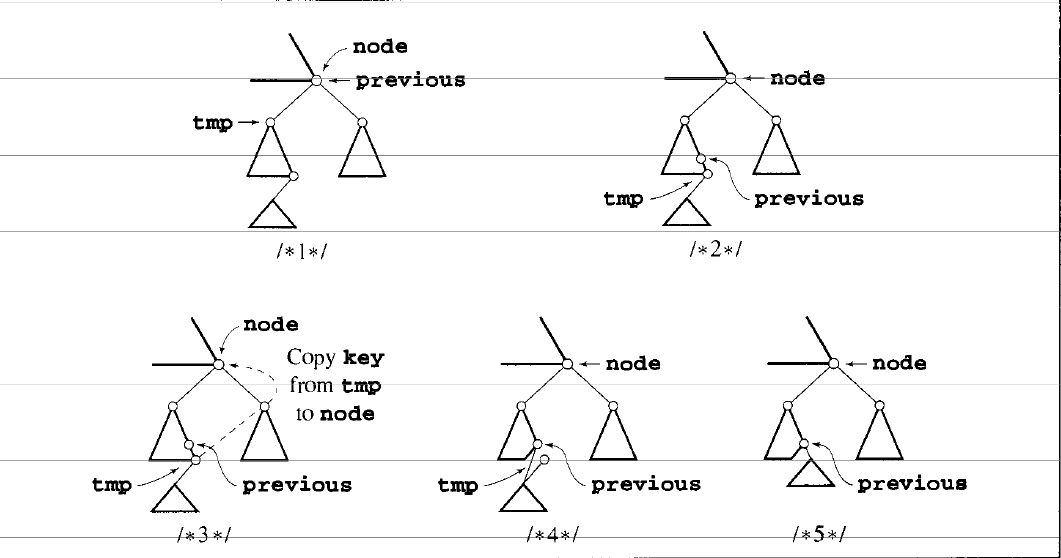 node
previous
tmp
/*1*/
node
tmp
previous
/*2*/
node
Copy key
from tmp
to node
tmp
previous
/*3*/
node
tmp
previous
/*4*/
node
previous
/*5*/